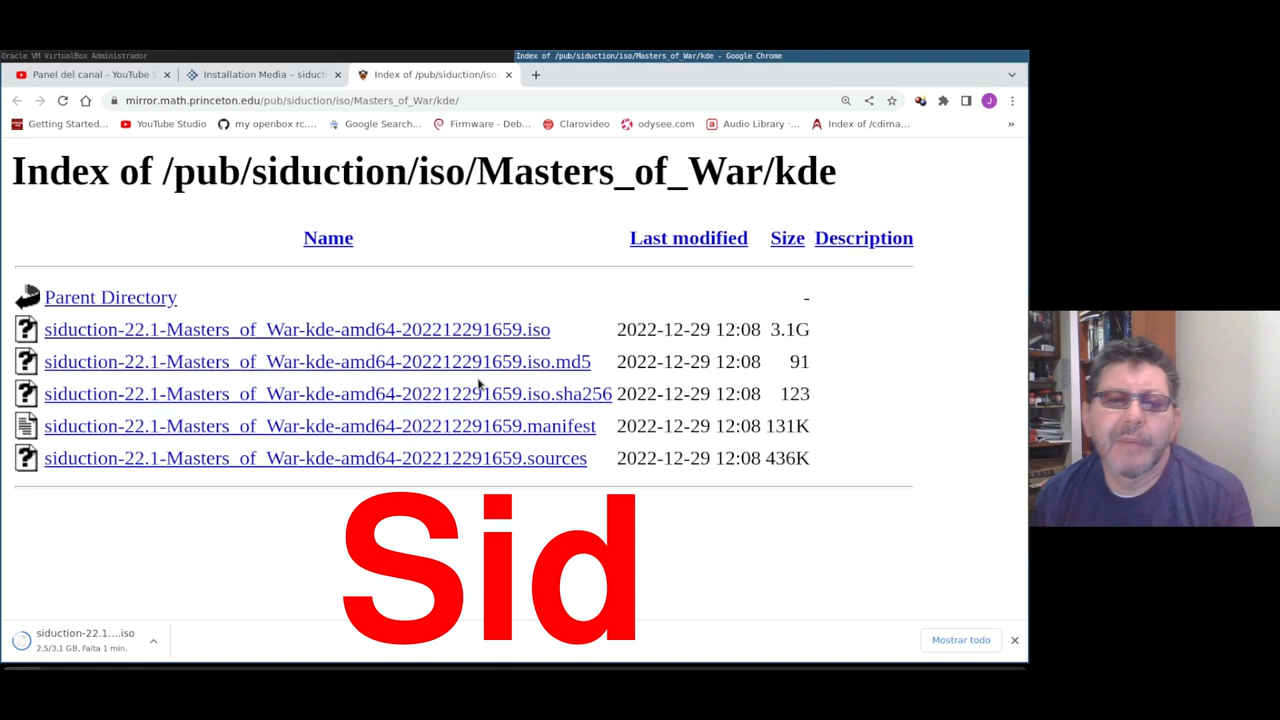 Oracle VM VirtualBox Administrador
Index of /pub/siduction/iso/Masters_of_War/kde - Google Chrome
Panel del canal - YouTube S
Installation Media – siducti
Index of /pub/siduction/iso
mirror.math.princeton.edu/pub/siduction/iso/Masters_of_War/kde/
J
Getting Started...
YouTube Studio
my openbox rc....
Google Search...
Firmware - Deb...
Clarovideo
odysee.com
Audio Library ·...
Index of /cdima...
»
Index of /pub/siduction/iso/Masters_of_War/kde
Name Last modified Size Description
Parent Directory -
siduction-22.1-Masters_of_War-kde-amd64-202212291659.iso 2022-12-29 12:08 3.1G
siduction-22.1-Masters_of_War-kde-amd64-202212291659.iso.md5 2022-12-29 12:08 91
siduction-22.1-Masters_of_War-kde-amd64-202212291659.iso.sha256 2022-12-29 12:08 123
siduction-22.1-Masters_of_War-kde-amd64-202212291659.manifest 2022-12-29 12:08 131K
siduction-22.1-Masters_of_War-kde-amd64-202212291659.sources 2022-12-29 12:08 436K
Sid
siduction-22.1....iso
2,5/3,1 GB, Falta 1 min.
Mostrar todo